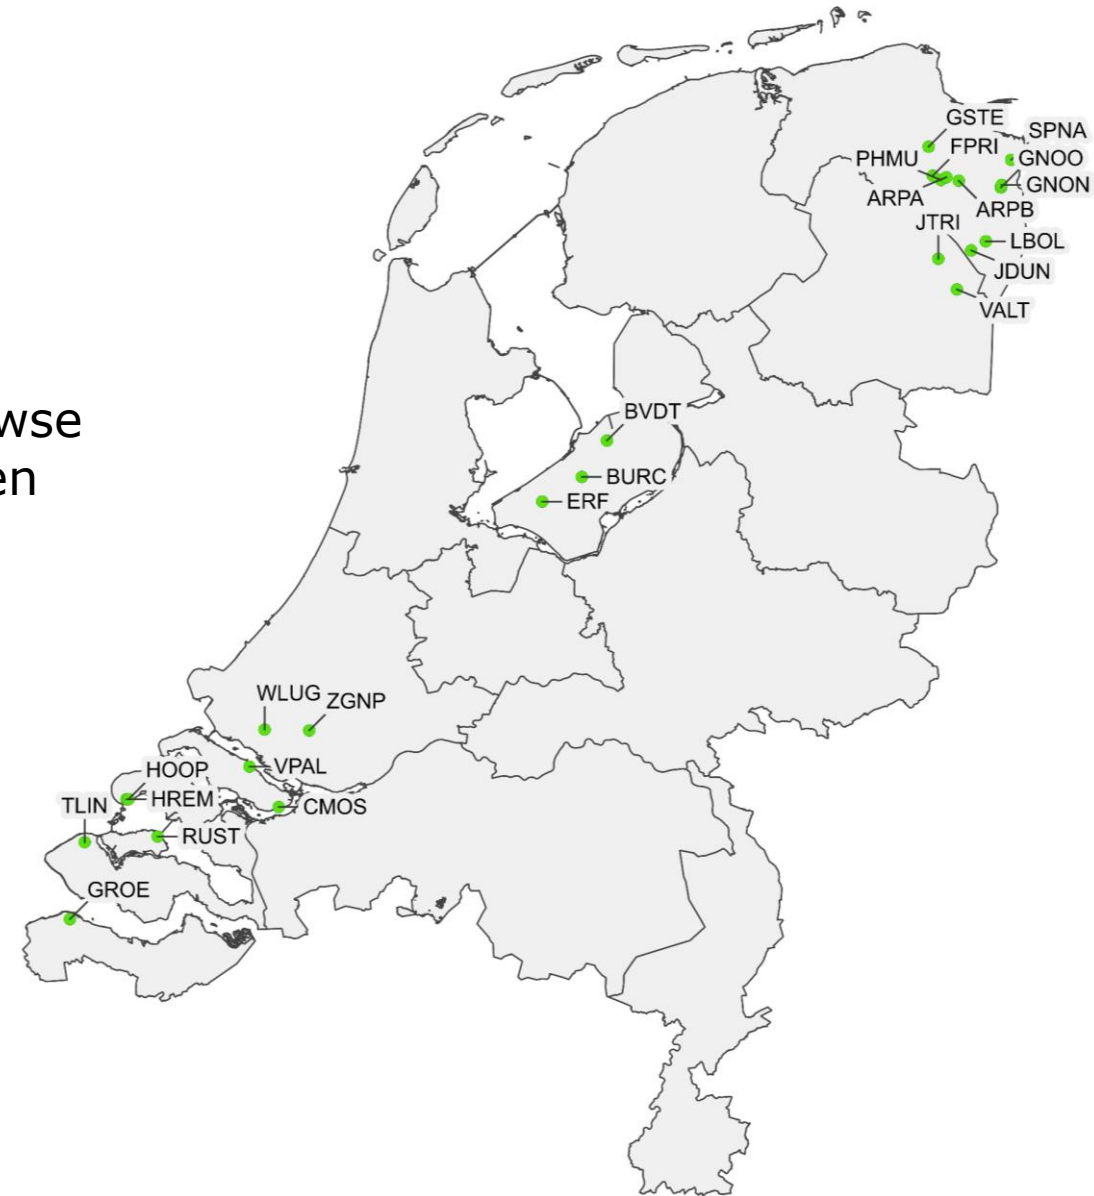 GSTE
SPNA
FPRI
PHMU
GNOO
GNON
ARPA
ARPB
JTRI
LBOL
JDUN
VALT
BVDT
wse
BURC
en
ERF
WLUG
ZGNP
VPAL
HOOP
HREM
TLIN
CMOS
RUST
GROE